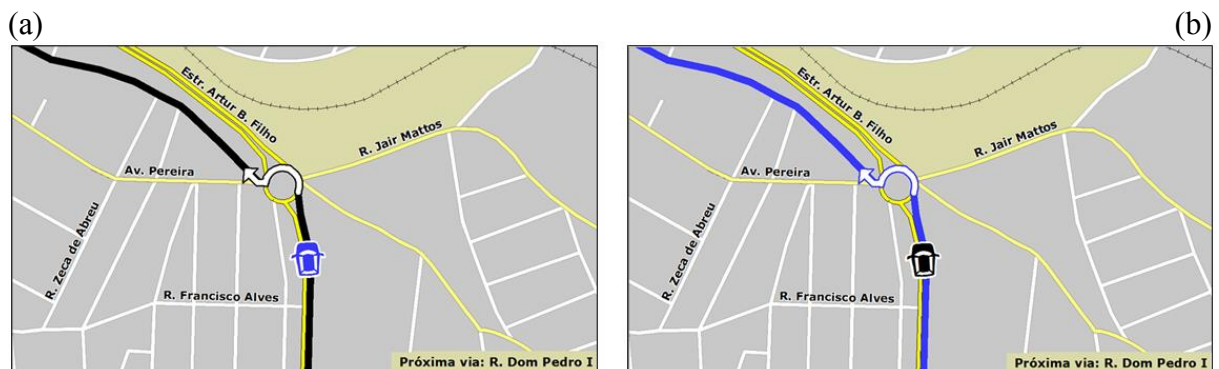 (a)
(b)
Estr. Artur B. Filho
R. Jair Mattos
Av. Pereira
R. Zeca de Abreu
R. Francisco Alves
Próxima via: R. Dom Pedro I
Estr. Artur B. Filho
R. Jair Mattos
Av. Pereira
R. Zeca de Abreu
R. Francisco Alves
Próxima via: R. Dom Pedro I